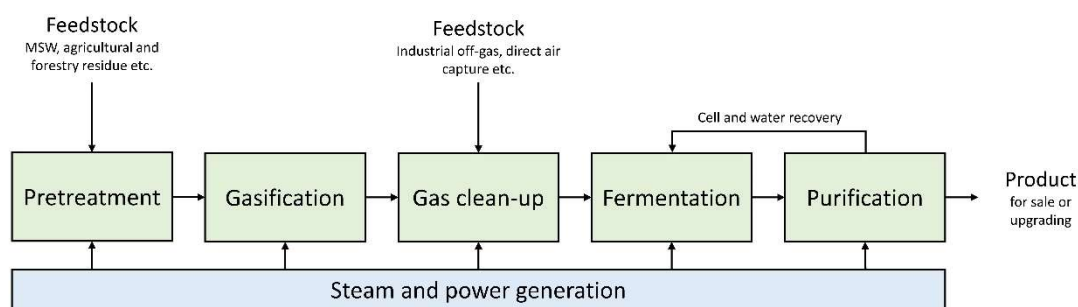 Feedstock
MSW, agricultural and
forestry residue etc.
Feedstock
Industrial off-gas, direct air
capture etc.
Cell and water recovery
Pretreatment
Gasification
Gas clean-up
Fermentation
Purification
Product
for sale or
upgrading
Steam and power generation